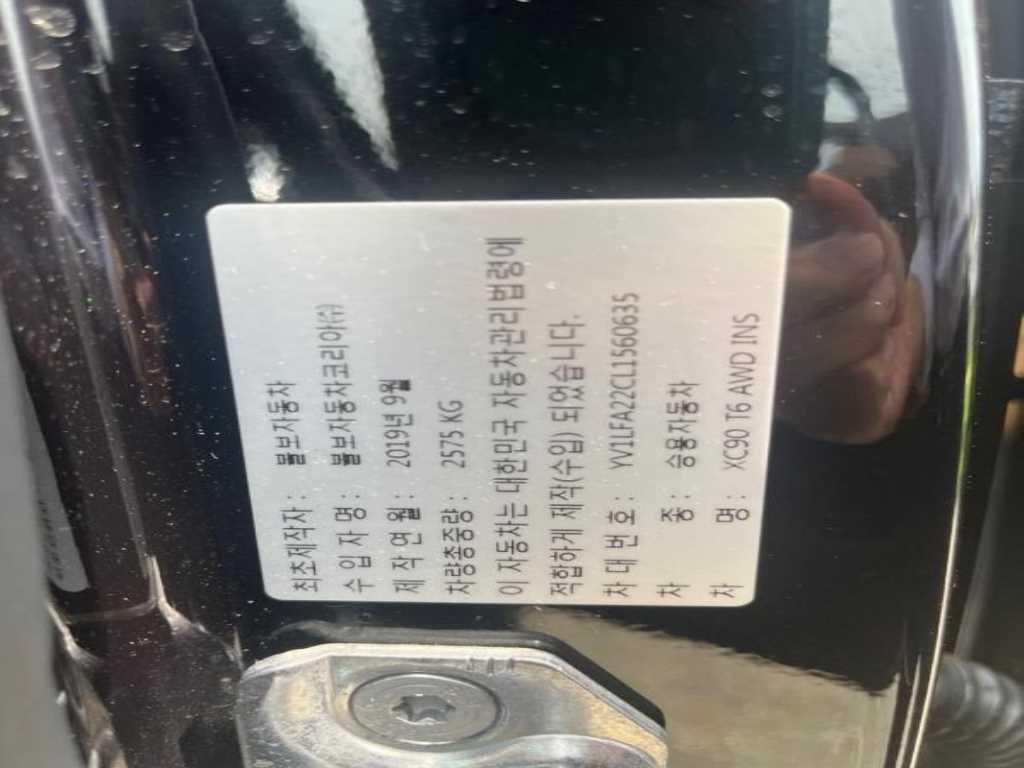 최초제작자 : 볼보자동차
수 입 자 명 : 볼보자동차코리아(주)
제 작 연 월 : 2019년 9월
차량총중량 : 2575 KG
이 자동차는 대한민국 자동차관리법령에
적합하게 제작(수입) 되었습니다.
차 대 번 호 : YV1LFA22CL1560635
차 종 : 승용자동차
차 명 : XC90 T6 AWD INS